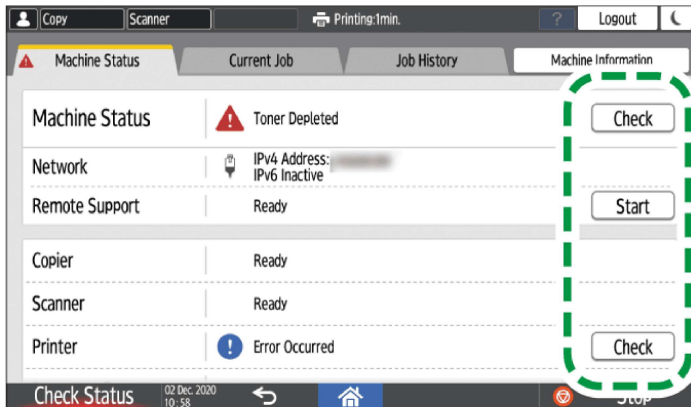 Copy Scanner Printing:1min. ? Logout
Machine Status Current Job Job History Machine Information
Machine Status Toner Depleted Check
Network IPv4 Address:
IPv6 Inactive
Remote Support Ready Start
Copier Ready
Scanner Ready
Printer Error Occurred Check
Check Status 02 Dec. 2020 Stop
10:58